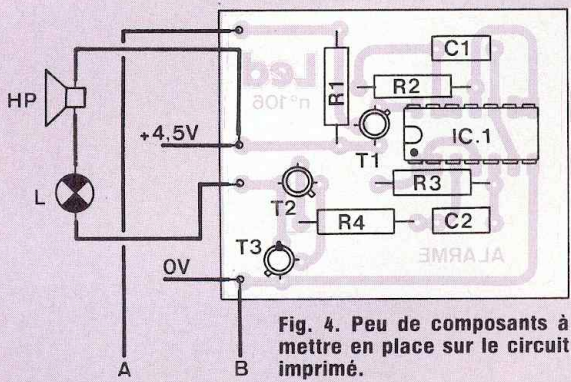 Led
n°106
C1
R1
R2
HP
+4,5V
IC.1
T1
R3
L
T2
R4
C2
T3
ALARME
0V
Fig. 4. Peu de composants à
mettre en place sur le circuit
imprimé.
A
B